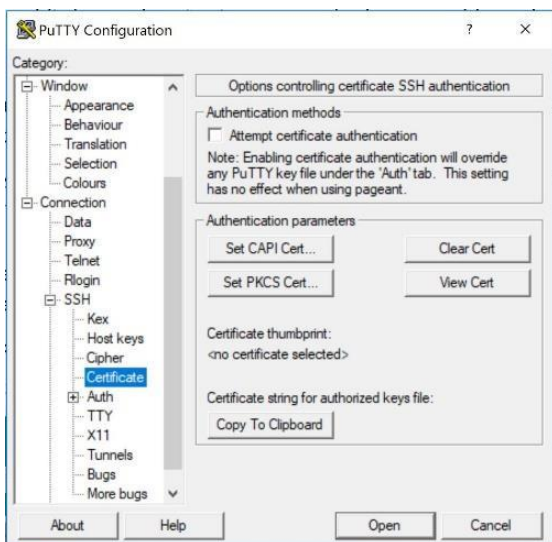 PuTTY Configuration
?
Category:
Window
Appearance
Behaviour
Translation
Selection
Colours
Connection
Data
Proxy
Telnet
Rlogin
SSH
Kex
Host keys
Cipher
Certificate
Auth
TTY
X11
Tunnels
Bugs
More bugs
Options controlling certificate SSH authentication
Authentication methods
Attempt certificate authentication
Note: Enabling certificate authentication will override
any PuTTY key file under the 'Auth' tab. This setting
has no effect when using pageant.
Authentication parameters
Set CAPI Cert...
Clear Cert
Set PKCS Cert...
View Cert
Certificate thumbprint:
<no certificate selected>
Certificate string for authorized keys file:
Copy To Clipboard
About
Help
Open
Cancel